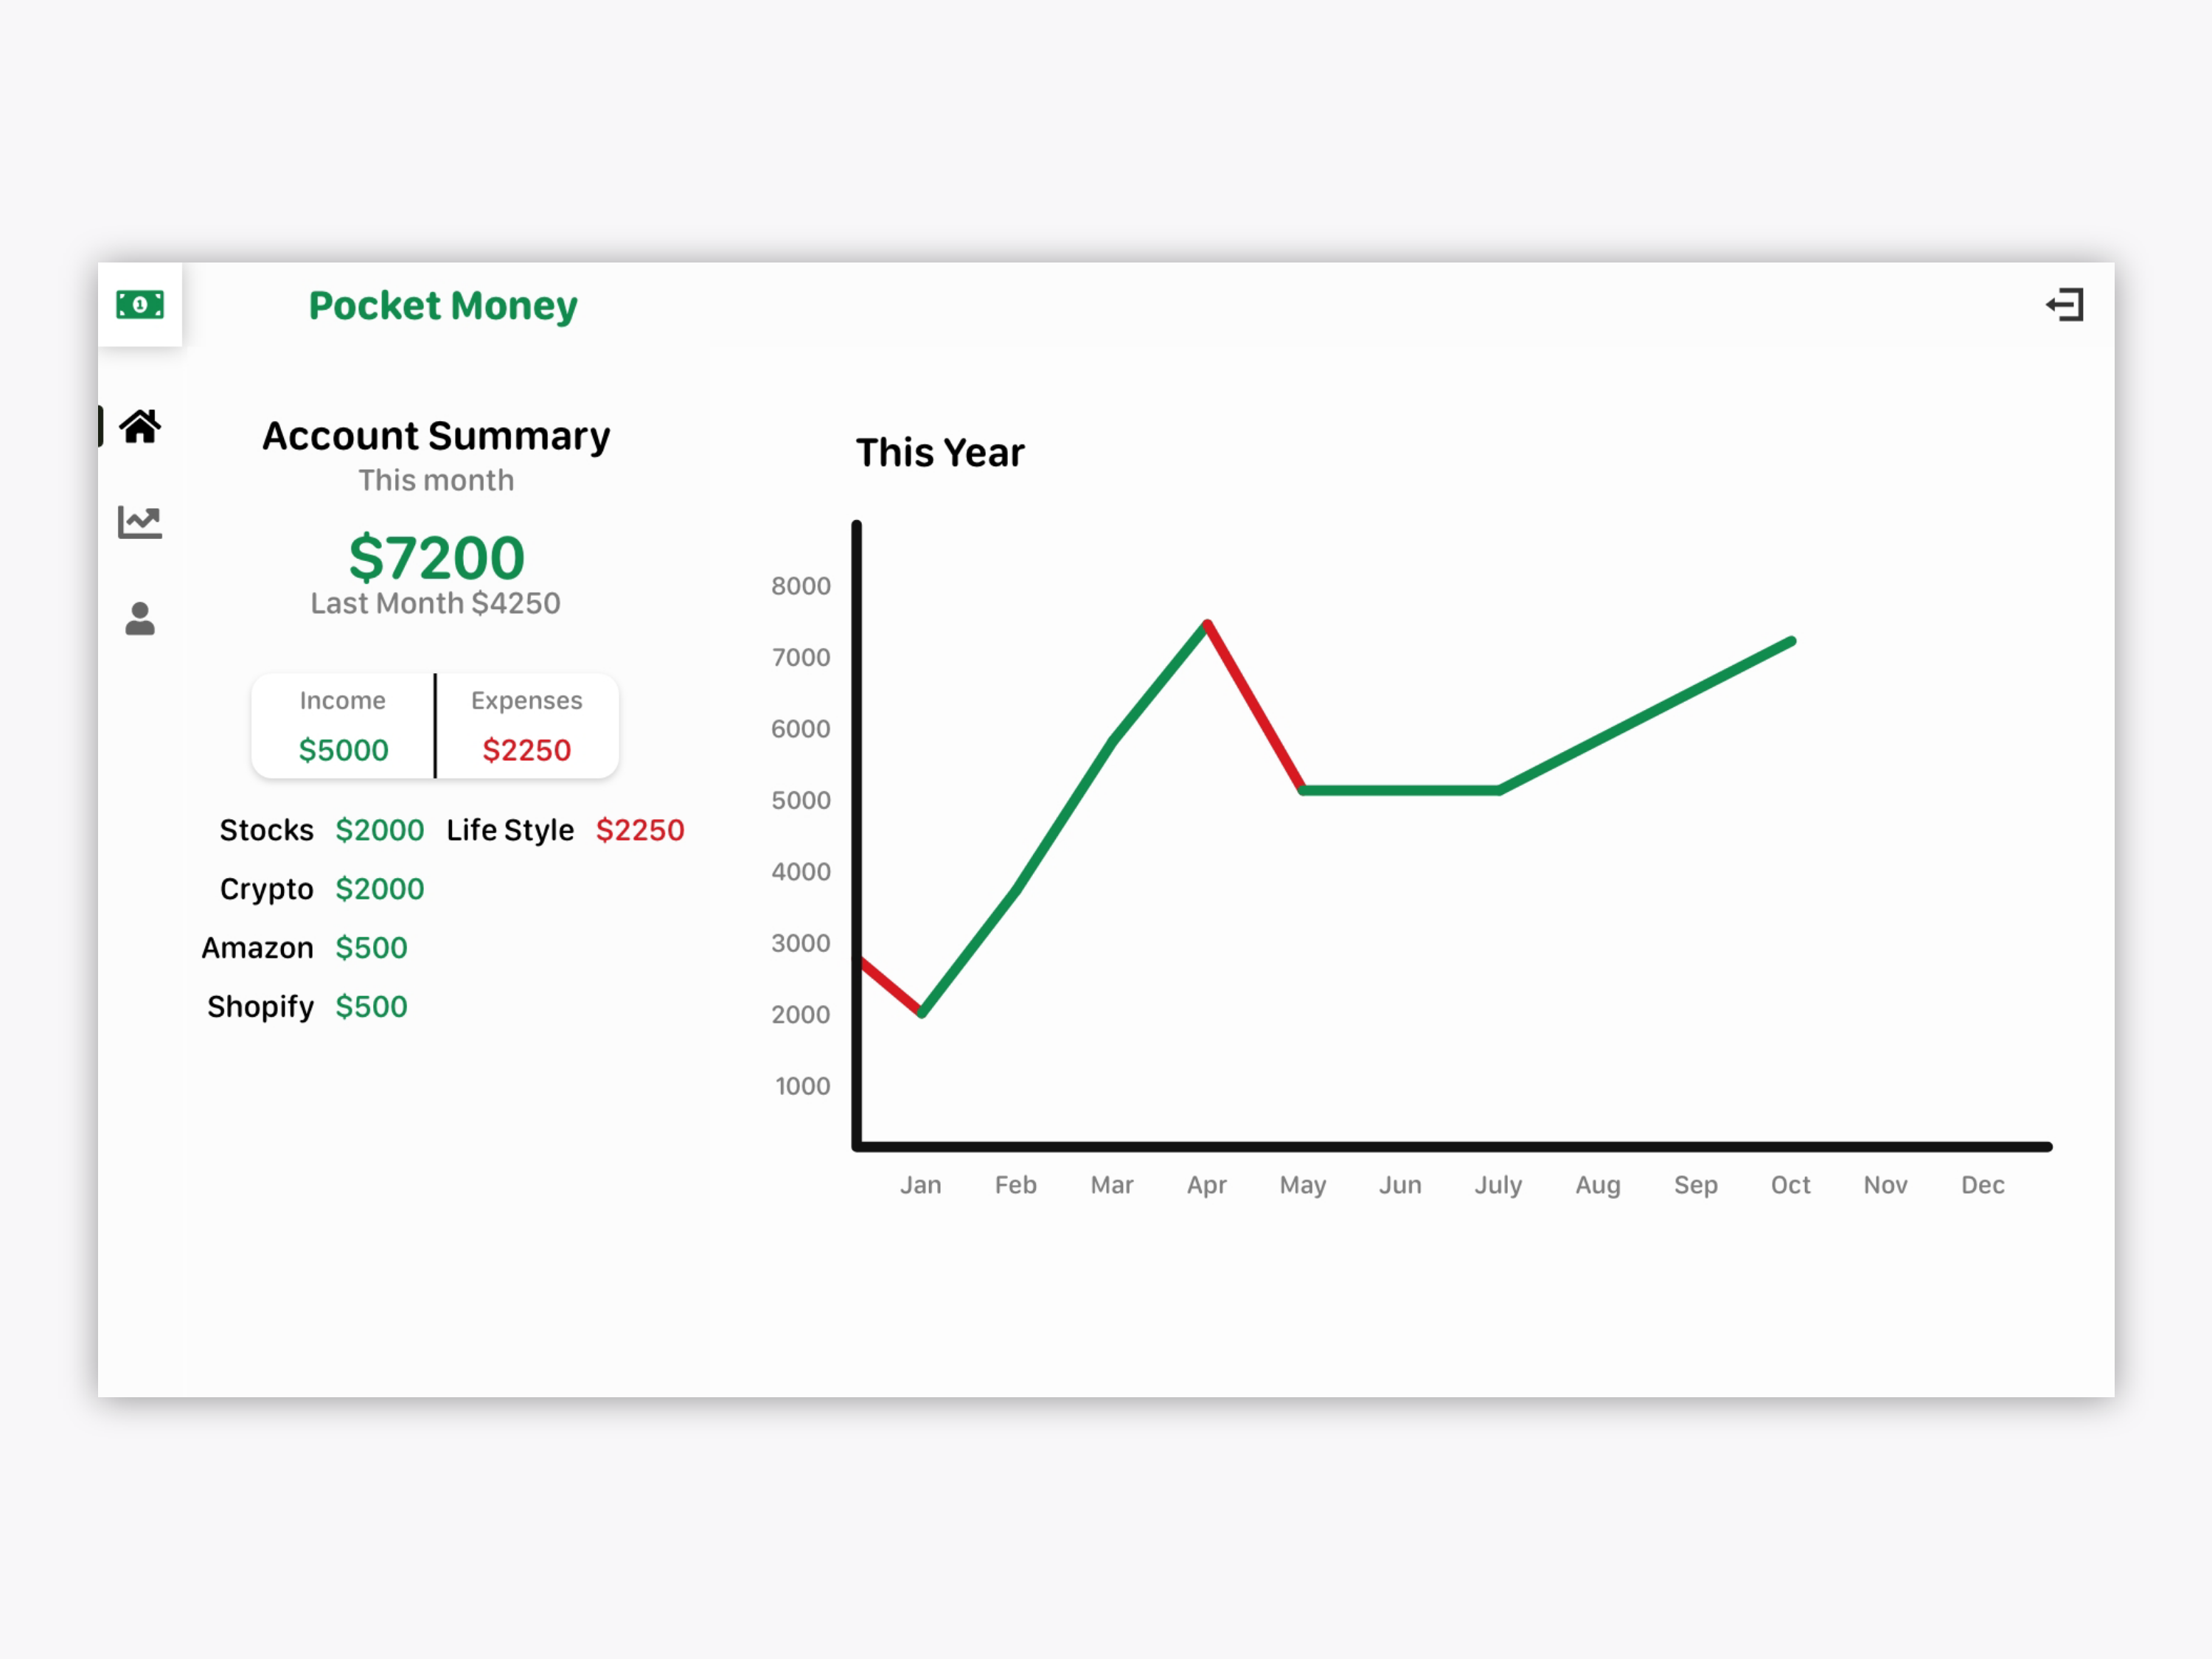 Pocket Money
Account Summary
This month
$7200
Last Month $4250
Income Expenses
$5000 $2250
Stocks $2000 Life Style $2250
Crypto $2000
Amazon $500
Shopify $500
This Year
8000
7000
6000
5000
4000
3000
2000
1000
Jan Feb Mar Apr May Jun July Aug Sep Oct Nov Dec